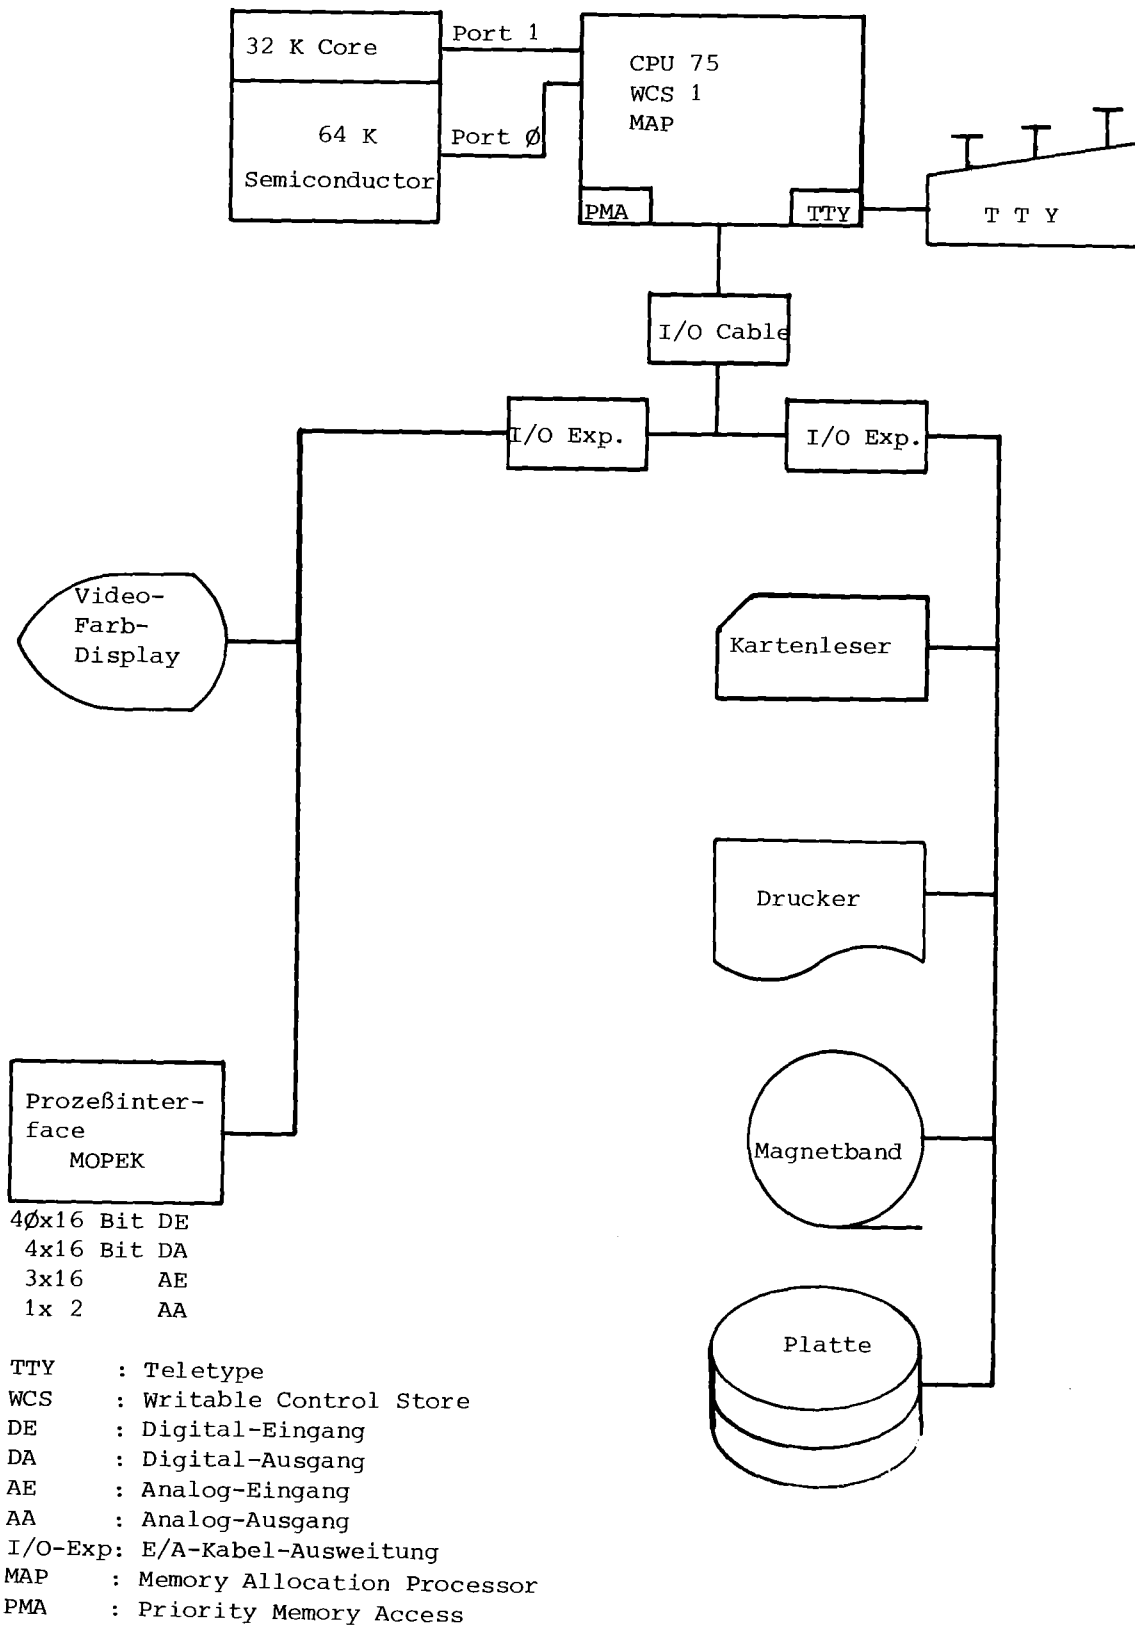 32 K Core
Port 1
64 K
Semiconductor
Port Ø
CPU 75
WCS 1
MAP
PMA
TTY
T T Y
I/O Cable
I/O Exp.
I/O Exp.
Video-
Farb-
Display
Kartenleser
Drucker
Magnetband
Platte
Prozeßinter-
face
MOPEK
4Øx16 Bit DE
4x16 Bit DA
3x16 AE
1x 2 AA
TTY : Teletype
WCS : Writable Control Store
DE : Digital-Eingang
DA : Digital-Ausgang
AE : Analog-Eingang
AA : Analog-Ausgang
I/O-Exp: E/A-Kabel-Ausweitung
MAP : Memory Allocation Processor
PMA : Priority Memory Access